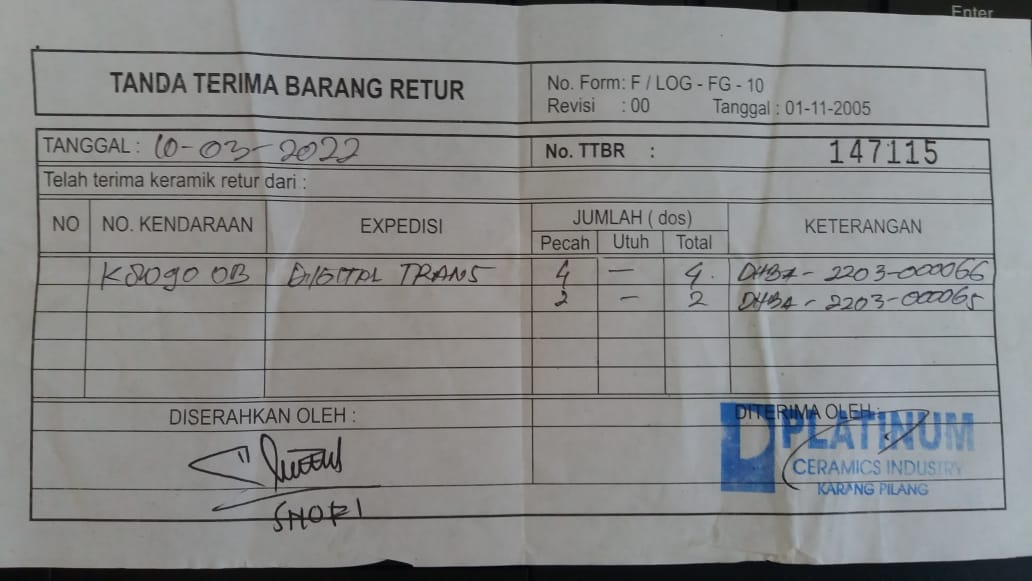 Enter
TANDA TERIMA BARANG RETUR
No. Form: F / LOG - FG - 10
Revisi : 00 Tanggal : 01-11-2005
TANGGAL : 10-03-2022 No. TTBR : 147115
Telah terima keramik retur dari :
NO NO. KENDARAAN EXPEDISI JUMLAH ( dos) KETERANGAN
Pecah Utuh Total
K8090 OB DIGITAL TRANS 4 - 4 DHBA - 2203-000066
2 - 2 DHBA - 2203-000065
DISERAHKAN OLEH : DITERIMA OLEH :
PLATINUM
CERAMICS INDUSTRY
KARANG PILANG